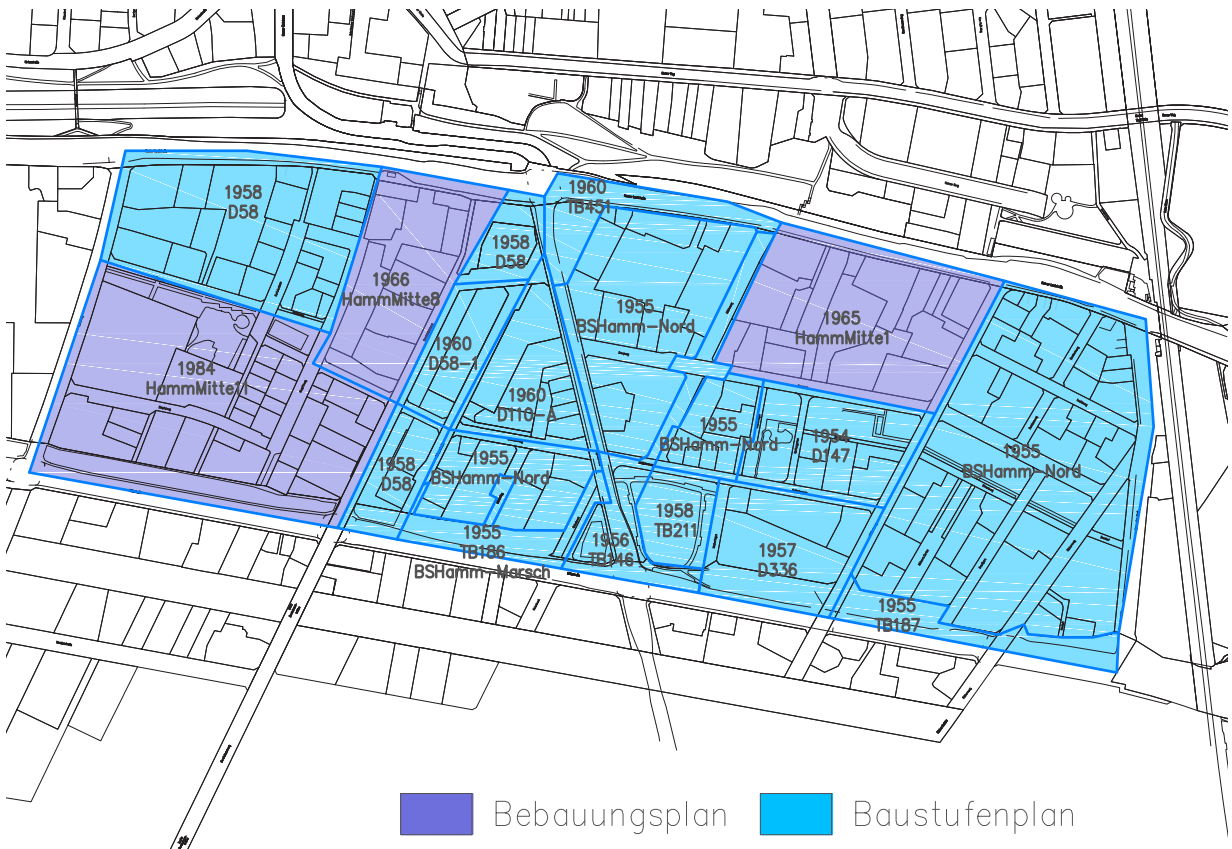 1958
D58
1960
TB451
1958
D58
1966
HammMitte8
1955
BSHamm-Nord
1965
HammMitte1
1984
HammMitte11
1960
D58-1
1960
D110-A
1955
BSHamm-Nord
1954
D147
1955
BSHamm-Nord
1958
D58
1955
BSHamm-Nord
1955
TB186
BSHamm-Marsch
1956
TB146
1958
TB211
1957
D336
1955
TB187
Bebauungsplan
Baustufenplan